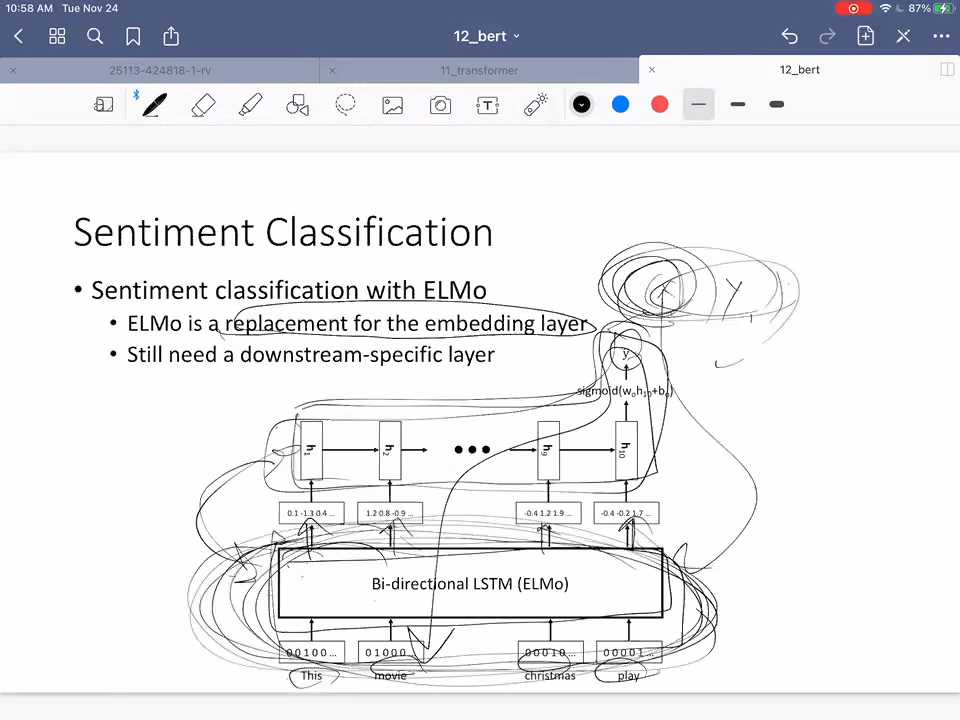 10:58 AM Tue Nov 24
87%
12_bert
25113-424818-1-rv
11_transformer
12_bert
T
Sentiment Classification
• Sentiment classification with ELMo
• ELMo is a replacement for the embedding layer
• Still need a downstream-specific layer
x y
y
sigmoid(w₀h₁₀+b₀)
h₁ h₂ ••• h₉ h₁₀
0.1 -1.3 0.4 ... 1.2 0.8 -0.9 ... -0.4 1.2 1.9 ... -0.4 -0.2 1.7 ...
Bi-directional LSTM (ELMo)
0 0 1 0 0 ... 0 1 0 0 0 ... 0 0 0 1 0 ... 0 0 0 0 1 ...
This movie christmas play